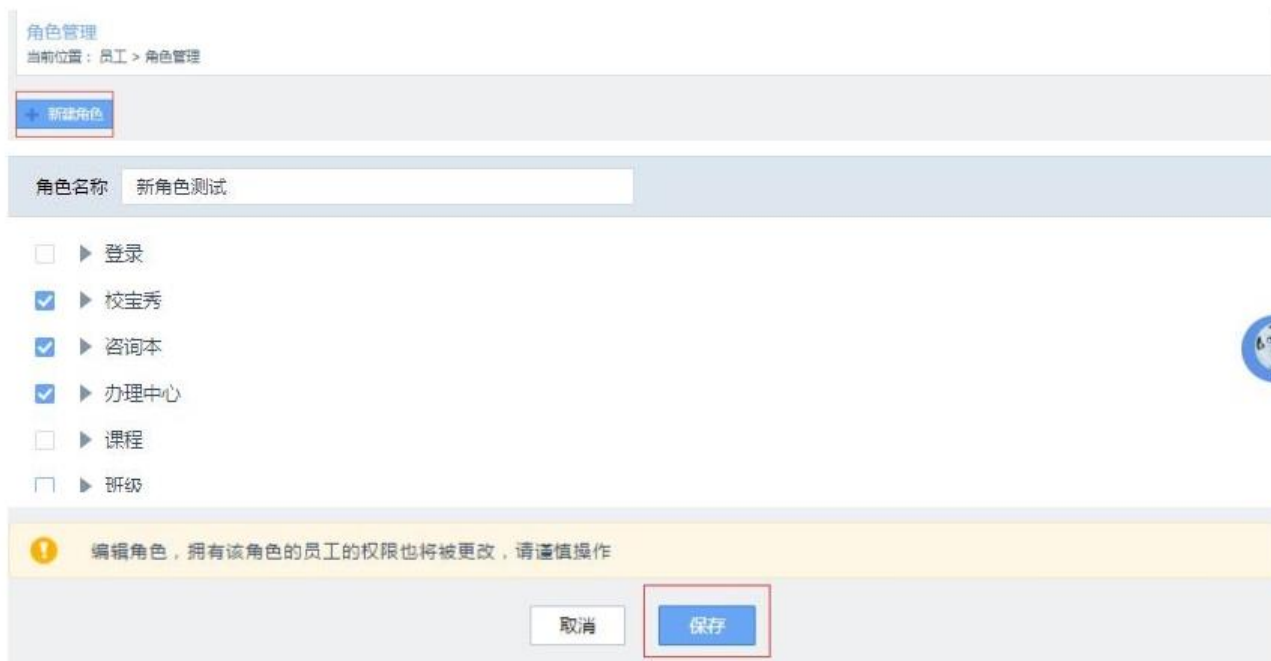 角色管理
当前位置：员工 > 角色管理
新建角色
角色名称 新角色测试
登录
校宝秀
咨询本
办理中心
课程
班级
编辑角色，拥有该角色的员工的权限也将被更改，请谨慎操作
取消 保存